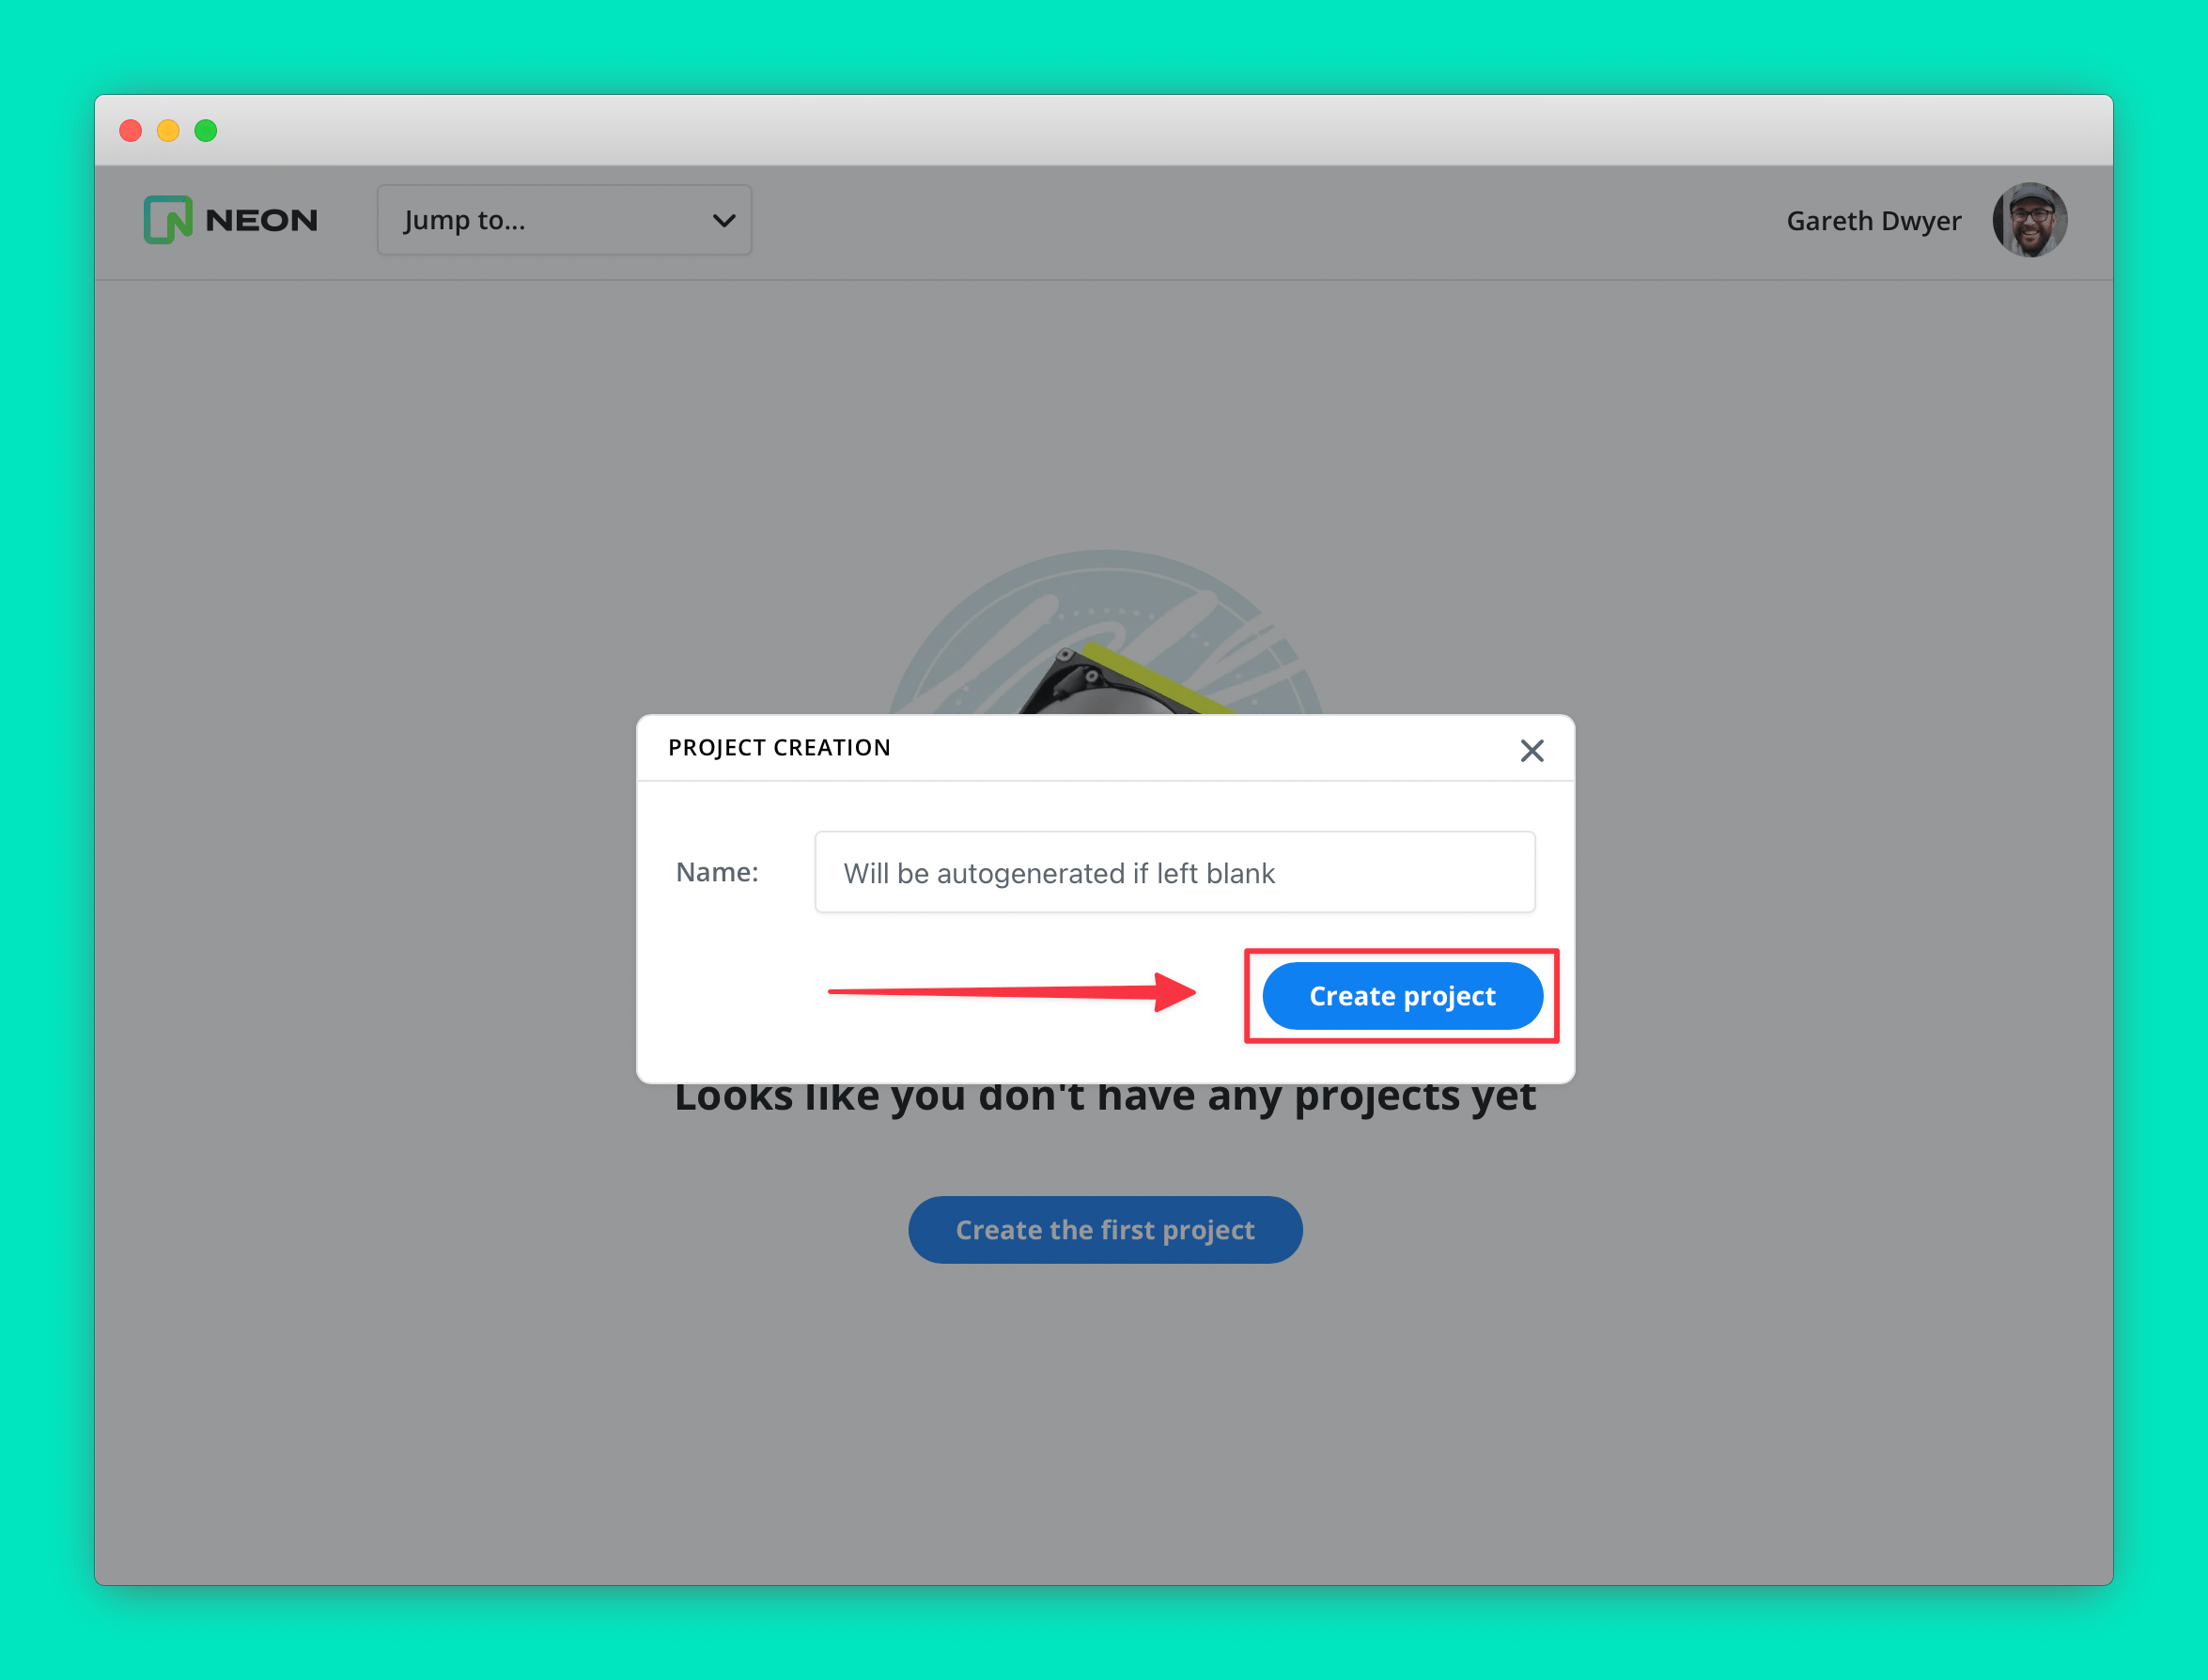 NEON
Jump to...
Gareth Dwyer
PROJECT CREATION
Name:
Will be autogenerated if left blank
Create project
Looks like you don't have any projects yet
Create the first project